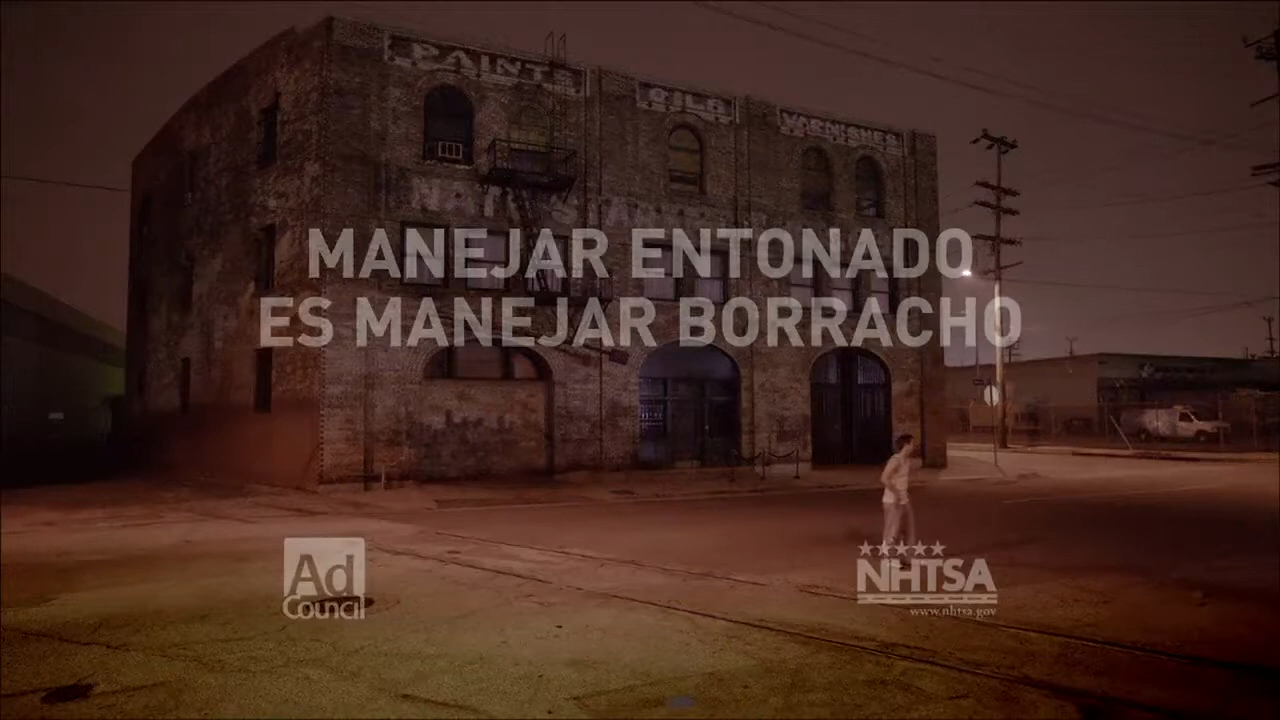 PAINTS
OILS
VARNISHES
MANEJAR ENTONADO
ES MANEJAR BORRACHO
Ad
Council
NHTSA
www.nhtsa.gov